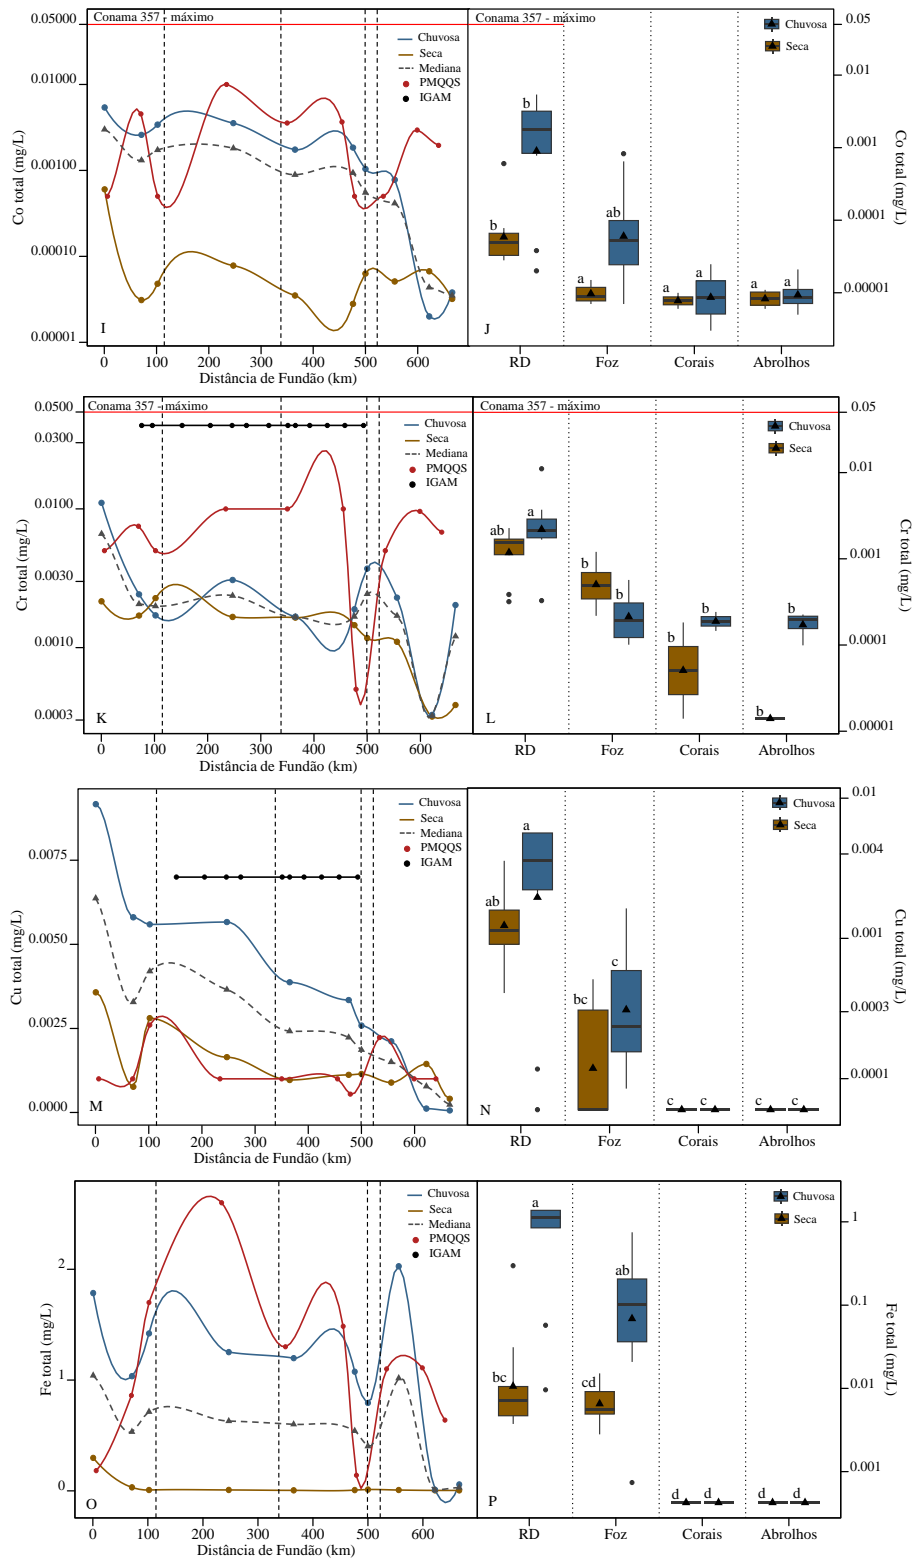 Conama 357 - máximo
0.05000
0.01000
0.00100
0.00010
0.00001
Co total (mg/L)
Chuvosa
Seca
Mediana
PMQQS
IGAM
I
0 100 200 300 400 500 600
Distância de Fundão (km)
Conama 357 - máximo
Chuvosa
Seca
0.05
0.01
0.001
0.0001
0.00001
Co total (mg/L)
b b a ab a a a a
J
RD Foz Corais Abrolhos
Conama 357 - máximo
0.0500
0.0300
0.0100
0.0030
0.0010
0.0003
Cr total (mg/L)
Chuvosa
Seca
Mediana
PMQQS
IGAM
K
0 100 200 300 400 500 600
Distância de Fundão (km)
Conama 357 - máximo
Chuvosa
Seca
0.05
0.01
0.001
0.0001
0.00001
Cr total (mg/L)
ab a b b b b b b
L
RD Foz Corais Abrolhos
0.0075
0.0050
0.0025
0.0000
Cu total (mg/L)
Chuvosa
Seca
Mediana
PMQQS
IGAM
M
0 100 200 300 400 500 600
Distância de Fundão (km)
Chuvosa
Seca
0.01
0.004
0.001
0.0003
0.0001
Cu total (mg/L)
ab a bc c c c c c
N
RD Foz Corais Abrolhos
2
1
0
Fe total (mg/L)
Chuvosa
Seca
Mediana
PMQQS
IGAM
O
0 100 200 300 400 500 600
Distância de Fundão (km)
Chuvosa
Seca
1
0.1
0.01
0.001
Fe total (mg/L)
bc a cd ab d d d d
P
RD Foz Corais Abrolhos